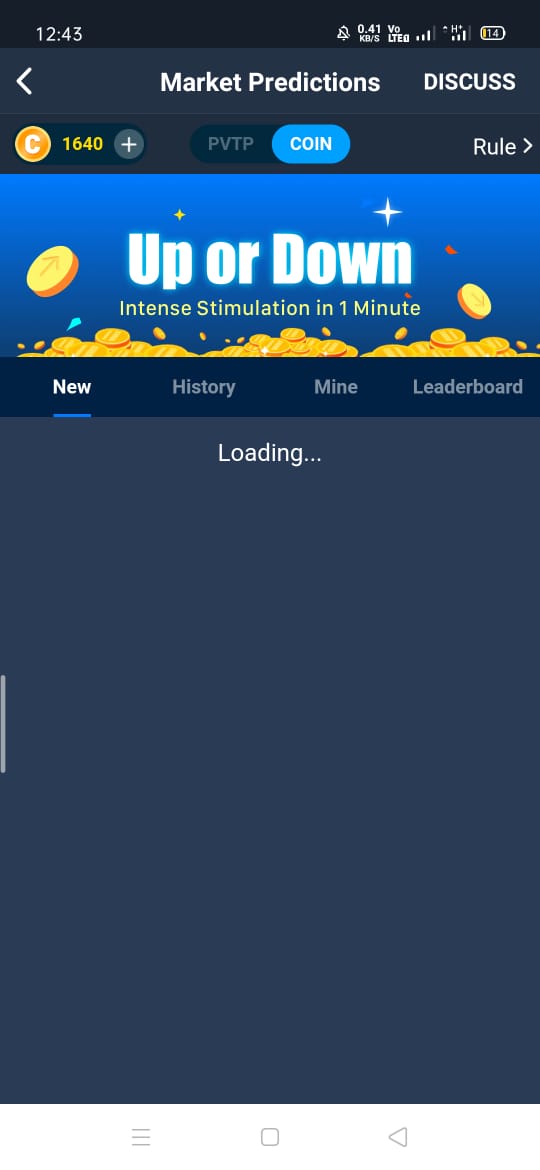 12:43
0.41 KB/S Vo LTE H+ 14
Market Predictions DISCUSS
C 1640 + PVTP COIN Rule >
Up or Down
Intense Stimulation in 1 Minute
New History Mine Leaderboard
Loading...